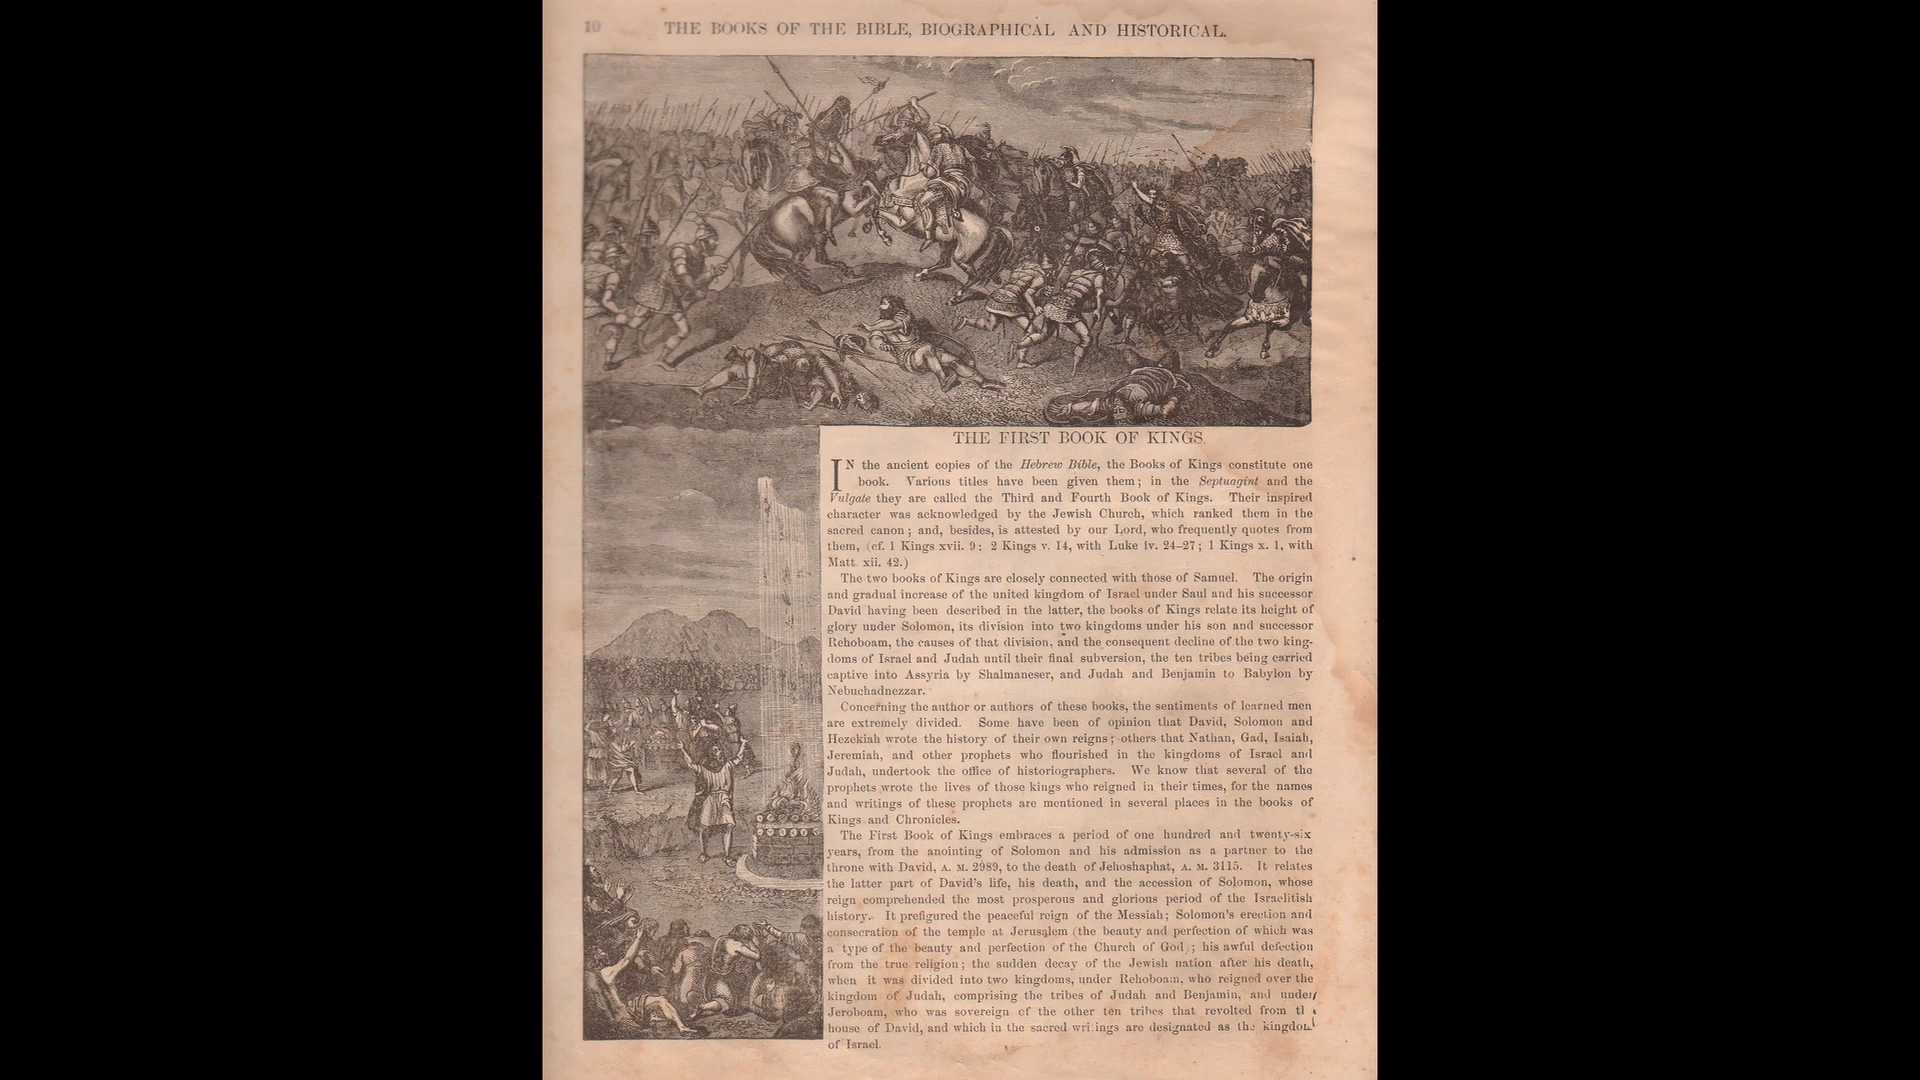 10 THE BOOKS OF THE BIBLE, BIOGRAPHICAL AND HISTORICAL.
THE FIRST BOOK OF KINGS.
IN the ancient copies of the Hebrew Bible, the Books of Kings constitute one
book. Various titles have been given them; in the Septuagint and the
Vulgate they are called the Third and Fourth Book of Kings. Their inspired
character was acknowledged by the Jewish Church, which ranked them in the
sacred canon; and, besides, is attested by our Lord, who frequently quotes from
them, (cf. 1 Kings xvii. 9; 2 Kings v. 14, with Luke iv. 24–27; 1 Kings x. 1, with
Matt. xii. 42.)
The two books of Kings are closely connected with those of Samuel. The origin
and gradual increase of the united kingdom of Israel under Saul and his successor
David having been described in the latter, the books of Kings relate its height of
glory under Solomon, its division into two kingdoms under his son and successor
Rehoboam, the causes of that division, and the consequent decline of the two king-
doms of Israel and Judah until their final subversion, the ten tribes being carried
captive into Assyria by Shalmaneser, and Judah and Benjamin to Babylon by
Nebuchadnezzar.
Concerning the author or authors of these books, the sentiments of learned men
are extremely divided. Some have been of opinion that David, Solomon and
Hezekiah wrote the history of their own reigns; others that Nathan, Gad, Isaiah,
Jeremiah, and other prophets who flourished in the kingdoms of Israel and
Judah, undertook the office of historiographers. We know that several of the
prophets wrote the lives of those kings who reigned in their times, for the names
and writings of these prophets are mentioned in several places in the books of
Kings and Chronicles.
The First Book of Kings embraces a period of one hundred and twenty-six
years, from the anointing of Solomon and his admission as a partner to the
throne with David, A. M. 2989, to the death of Jehoshaphat, A. M. 3115. It relates
the latter part of David's life, his death, and the accession of Solomon, whose
reign comprehended the most prosperous and glorious period of the Israelitish
history. It prefigured the peaceful reign of the Messiah; Solomon's erection and
consecration of the temple at Jerusalem (the beauty and perfection of which was
a type of the beauty and perfection of the Church of God); his awful defection
from the true religion; the sudden decay of the Jewish nation after his death,
when it was divided into two kingdoms, under Rehoboam, who reigned over the
kingdom of Judah, comprising the tribes of Judah and Benjamin, and under
Jeroboam, who was sovereign of the other ten tribes that revolted from th
house of David, and which in the sacred writings are designated as the kingdom
of Israel.